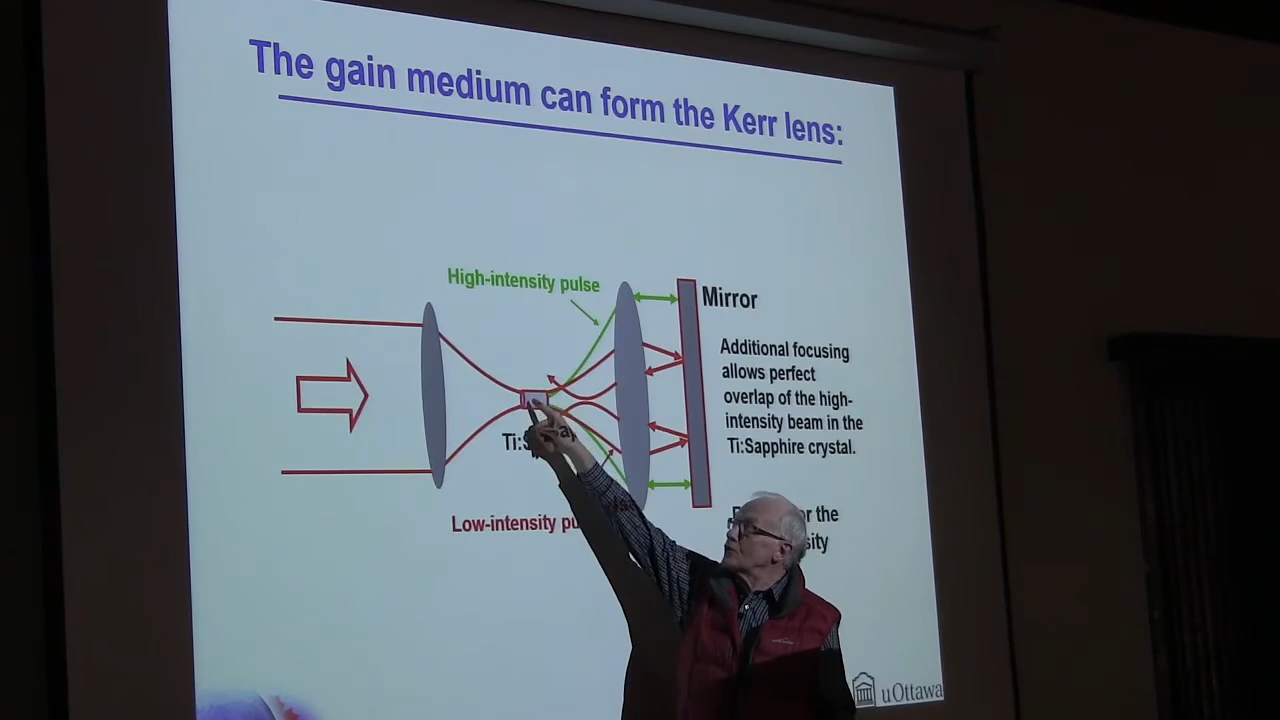 The gain medium can form the Kerr lens:
High-intensity pulse
Mirror
Additional focusing
allows perfect
overlap of the high-
intensity beam in the
Ti:Sapphire crystal.
Low-intensity
the
uOttawa